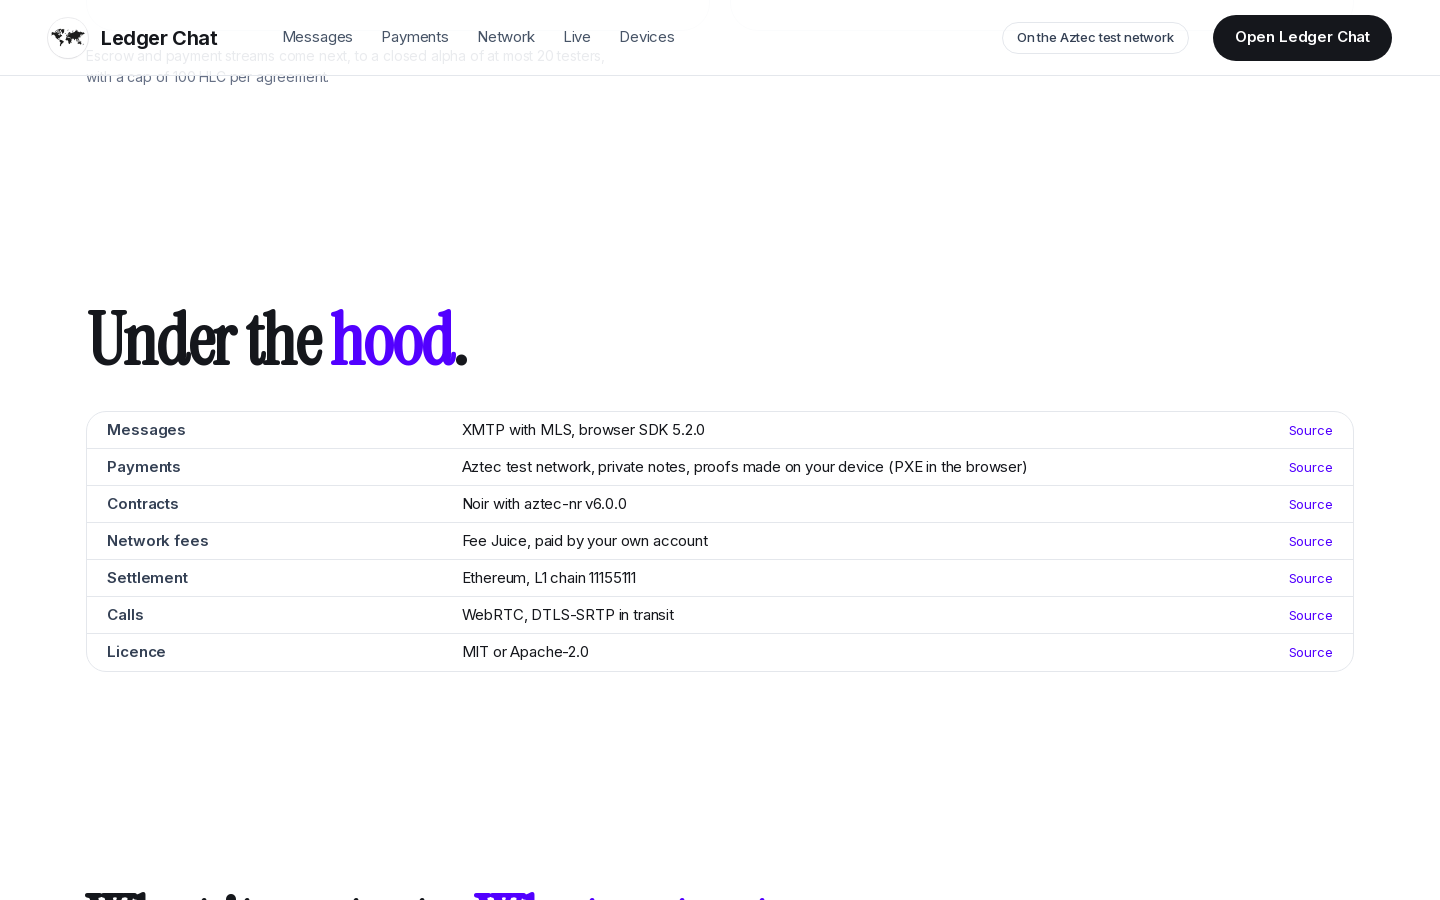 Ledger Chat
Messages
Payments
Network
Live
Devices
On the Aztec test network
Open Ledger Chat
Escrow and payment streams come next, to a closed alpha of at most 20 testers,
with a cap of 100 HLC per agreement.
Under the hood.
Messages XMTP with MLS, browser SDK 5.2.0 Source
Payments Aztec test network, private notes, proofs made on your device (PXE in the browser) Source
Contracts Noir with aztec-nr v6.0.0 Source
Network fees Fee Juice, paid by your own account Source
Settlement Ethereum, L1 chain 11155111 Source
Calls WebRTC, DTLS-SRTP in transit Source
Licence MIT or Apache-2.0 Source